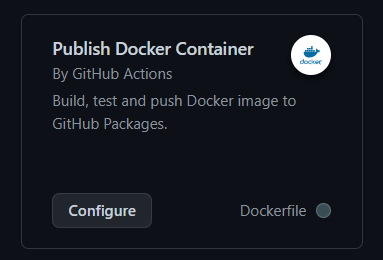 Publish Docker Container
docker
By GitHub Actions
Build, test and push Docker image to
GitHub Packages.
Configure
Dockerfile